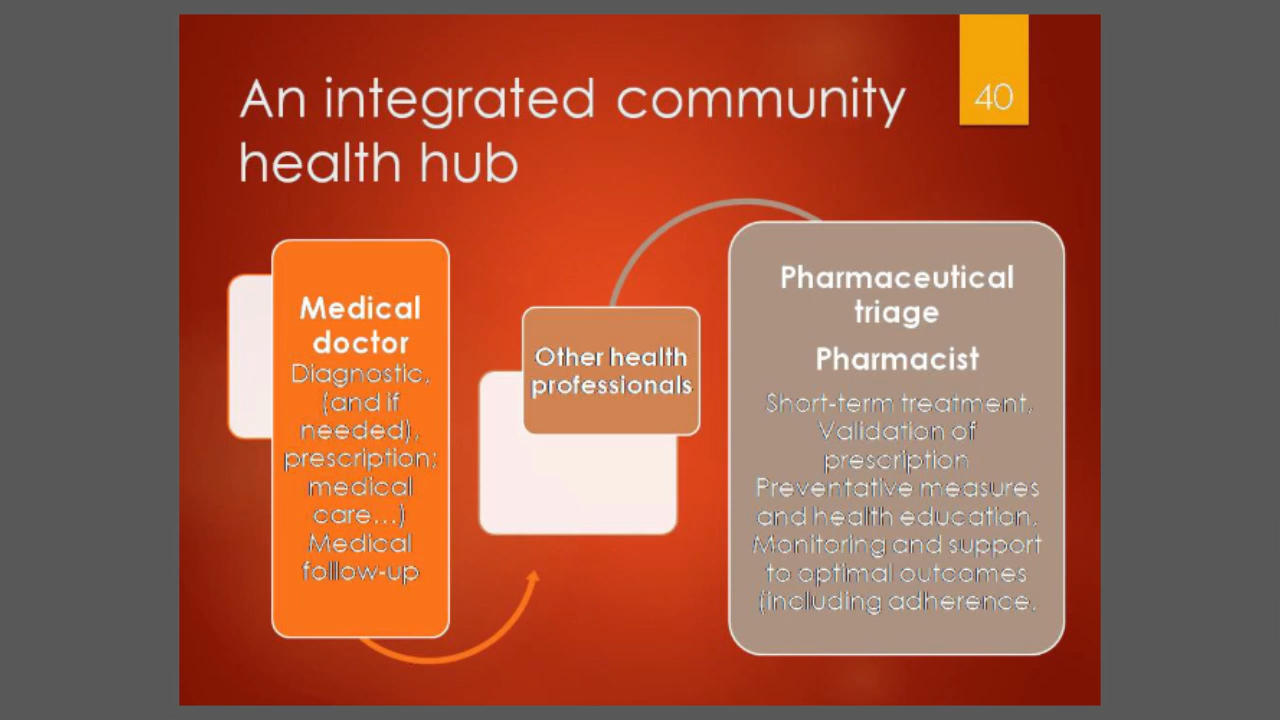 An integrated community
health hub
40
Medical
doctor
Diagnostic,
(and if
needed),
prescription;
medical
care...)
Medical
follow-up
Other health
professionals
Pharmaceutical
triage
Pharmacist
Short-term treatment,
Validation of
prescription
Preventative measures
and health education,
Monitoring and support
to optimal outcomes
(including adherence,